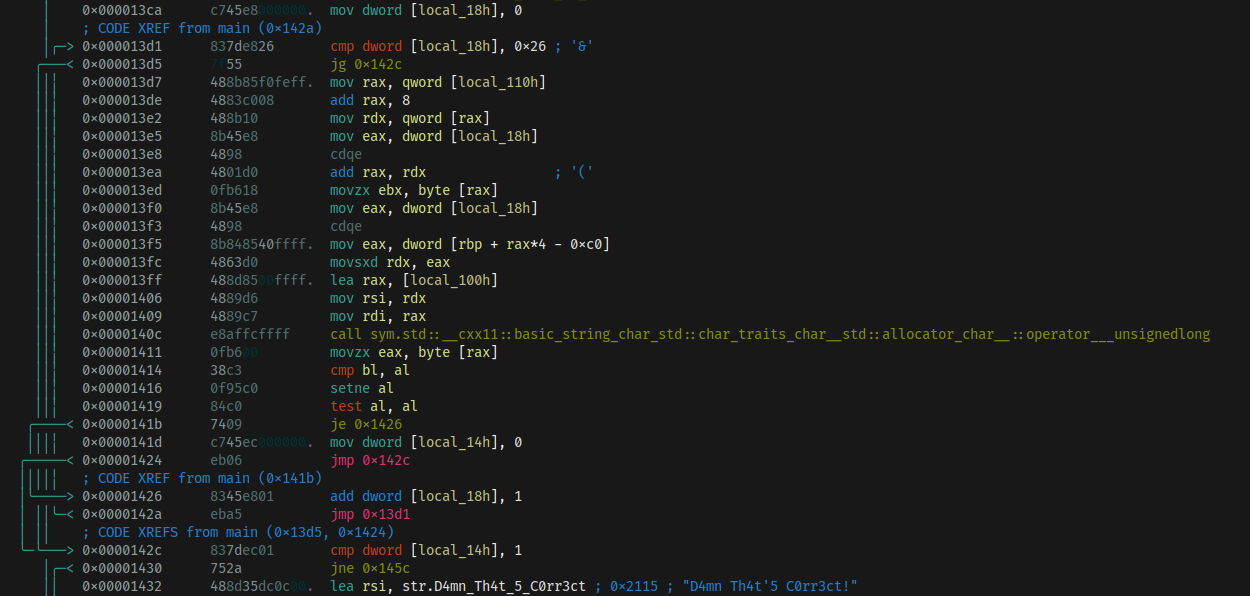 0x000013ca c745e8000000. mov dword [local_18h], 0
; CODE XREF from main (0x142a)
0x000013d1 837de826 cmp dword [local_18h], 0x26 ; '&'
0x000013d5 7f55 jg 0x142c
0x000013d7 488b85f0feff. mov rax, qword [local_110h]
0x000013de 4883c008 add rax, 8
0x000013e2 488b10 mov rdx, qword [rax]
0x000013e5 8b45e8 mov eax, dword [local_18h]
0x000013e8 4898 cdqe
0x000013ea 4801d0 add rax, rdx ; '('
0x000013ed 0fb618 movzx ebx, byte [rax]
0x000013f0 8b45e8 mov eax, dword [local_18h]
0x000013f3 4898 cdqe
0x000013f5 8b848540ffff. mov eax, dword [rbp + rax*4 - 0xc0]
0x000013fc 4863d0 movsxd rdx, eax
0x000013ff 488d8500ffff. lea rax, [local_100h]
0x00001406 4889d6 mov rsi, rdx
0x00001409 4889c7 mov rdi, rax
0x0000140c e8affcffff call sym.std::__cxx11::basic_string_char_std::char_traits_char__std::allocator_char__::operator___unsignedlong
0x00001411 0fb600 movzx eax, byte [rax]
0x00001414 38c3 cmp bl, al
0x00001416 0f95c0 setne al
0x00001419 84c0 test al, al
0x0000141b 7409 je 0x1426
0x0000141d c745ec000000. mov dword [local_14h], 0
0x00001424 eb06 jmp 0x142c
; CODE XREF from main (0x141b)
0x00001426 8345e801 add dword [local_18h], 1
0x0000142a eba5 jmp 0x13d1
; CODE XREFS from main (0x13d5, 0x1424)
0x0000142c 837dec01 cmp dword [local_14h], 1
0x00001430 752a jne 0x145c
0x00001432 488d35dc0c00. lea rsi, str.D4mn_Th4t_5_C0rr3ct ; 0x2115 ; "D4mn Th4t'5 C0rr3ct!"